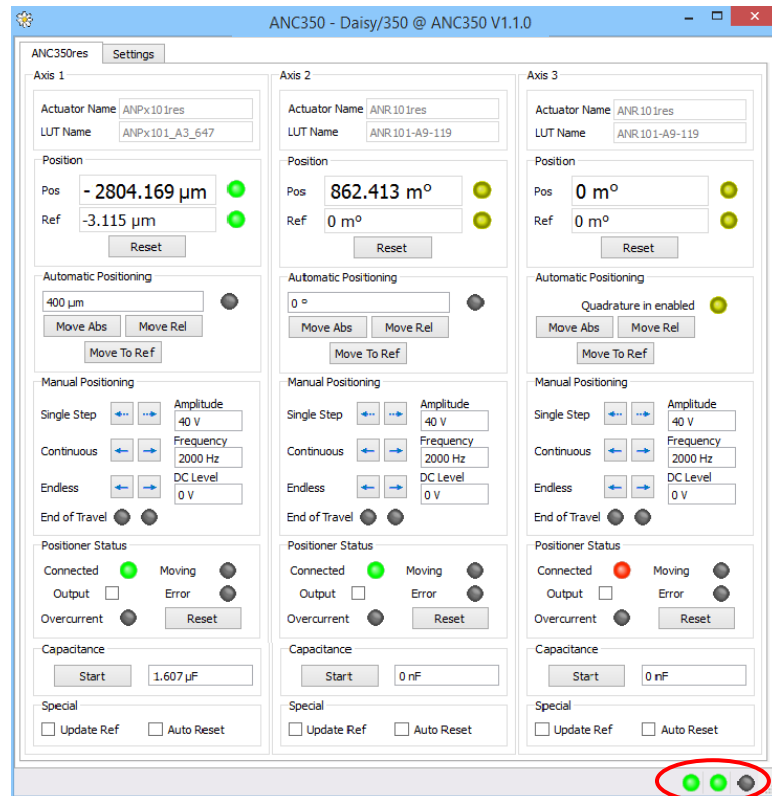 ANC350 - Daisy/350 @ ANC350 V1.1.0
ANC350res Settings
Axis 1
Actuator Name ANPx101res
LUT Name ANPx101_A3_647
Position
Pos - 2804.169 µm
Ref -3.115 µm
Reset
Automatic Positioning
400 µm
Move Abs Move Rel
Move To Ref
Manual Positioning
Single Step Amplitude 40 V
Continuous Frequency 2000 Hz
Endless DC Level 0 V
End of Travel
Positioner Status
Connected Moving
Output Error
Overcurrent Reset
Capacitance
Start 1.607 µF
Special
Update Ref Auto Reset
Axis 2
Actuator Name ANR101res
LUT Name ANR101-A9-119
Position
Pos 862.413 m°
Ref 0 m°
Reset
Automatic Positioning
0 °
Move Abs Move Rel
Move To Ref
Manual Positioning
Single Step Amplitude 40 V
Continuous Frequency 2000 Hz
Endless DC Level 0 V
End of Travel
Positioner Status
Connected Moving
Output Error
Overcurrent Reset
Capacitance
Start 0 nF
Special
Update Ref Auto Reset
Axis 3
Actuator Name ANR101res
LUT Name ANR101-A9-119
Position
Pos 0 m°
Ref 0 m°
Reset
Automatic Positioning
Quadrature in enabled
Move Abs Move Rel
Move To Ref
Manual Positioning
Single Step Amplitude 40 V
Continuous Frequency 2000 Hz
Endless DC Level 0 V
End of Travel
Positioner Status
Connected Moving
Output Error
Overcurrent Reset
Capacitance
Start 0 nF
Special
Update Ref Auto Reset